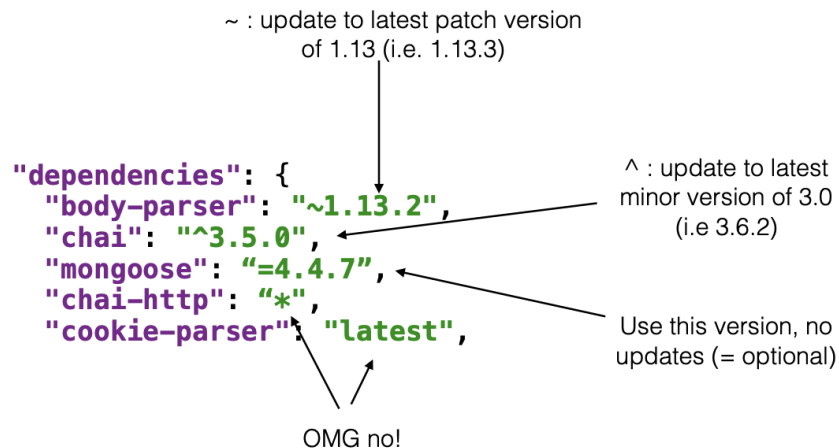 ~ : update to latest patch version
of 1.13 (i.e. 1.13.3)
"dependencies": {
"body-parser": "~1.13.2",
"chai": "^3.5.0",
"mongoose": “=4.4.7”,
"chai-http": “*",
"cookie-parser": "latest",
^ : update to latest
minor version of 3.0
(i.e 3.6.2)
Use this version, no
updates (= optional)
OMG no!